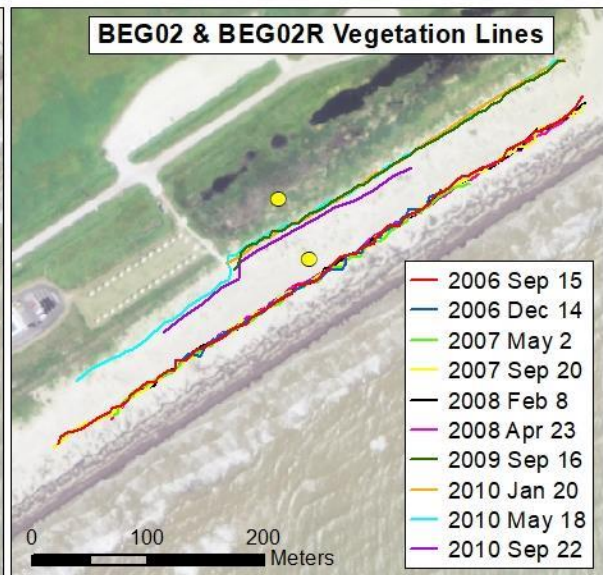 BEG02 & BEG02R Vegetation Lines
2006 Sep 15
2006 Dec 14
2007 May 2
2007 Sep 20
2008 Feb 8
2008 Apr 23
2009 Sep 16
2010 Jan 20
2010 May 18
2010 Sep 22
0 100 200
Meters